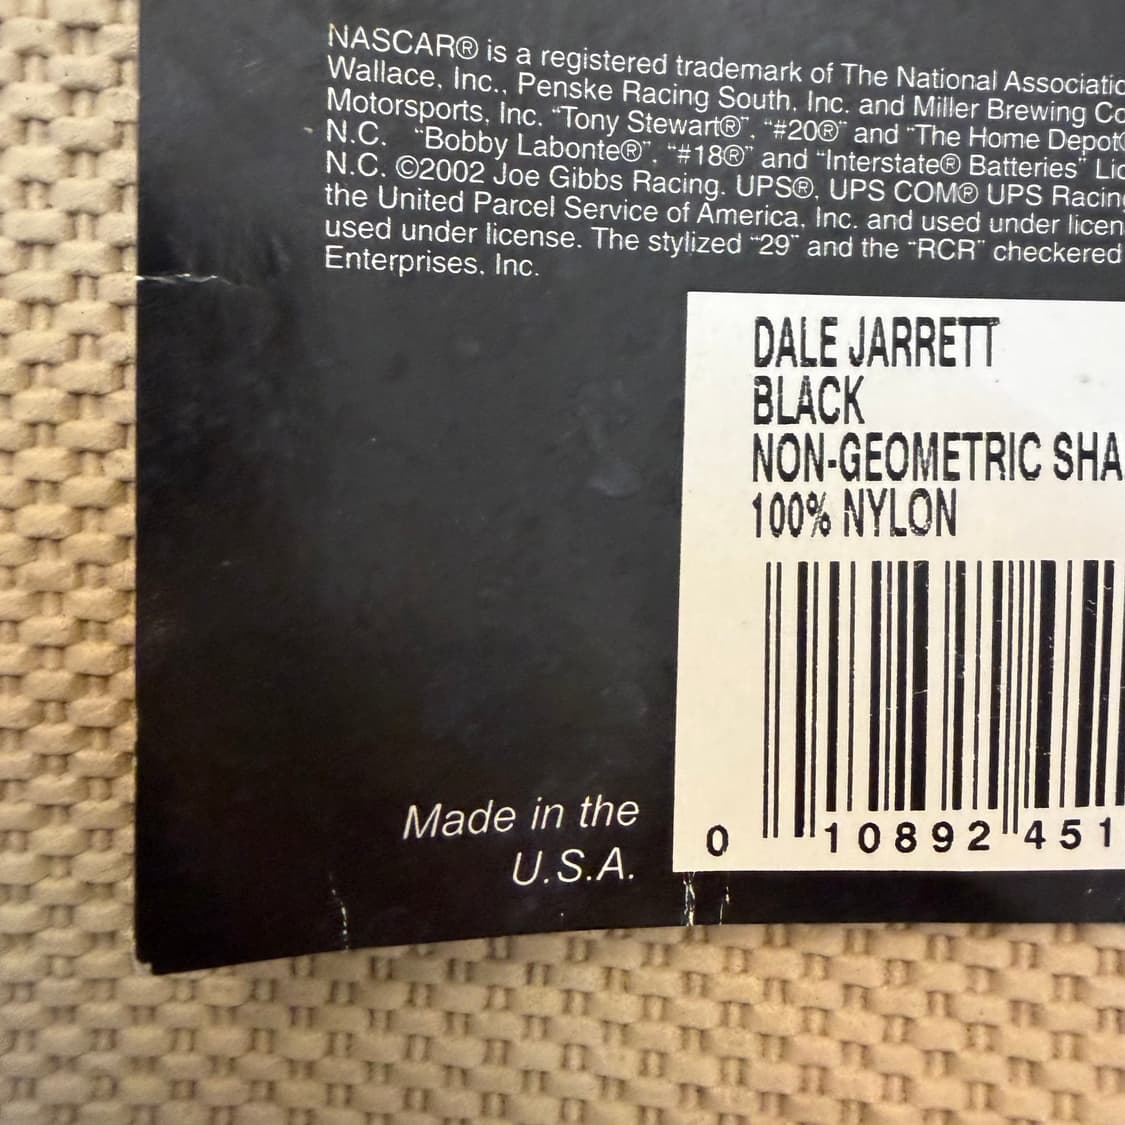 NASCAR® is a registered trademark of The National Associatio
Wallace, Inc., Penske Racing South, Inc. and Miller Brewing Co
Motorsports, Inc. "Tony Stewart®", "#20®" and "The Home Depot©
N.C. "Bobby Labonte®", "#18®" and "Interstate® Batteries" Lic
N.C. ©2002 Joe Gibbs Racing. UPS®, UPS COM® UPS Racing
the United Parcel Service of America, Inc. and used under licen
used under license. The stylized "29" and the "RCR" checkered
Enterprises, Inc.
DALE JARRETT
BLACK
NON-GEOMETRIC SHA
100% NYLON
0 10892 451
Made in the
U.S.A.